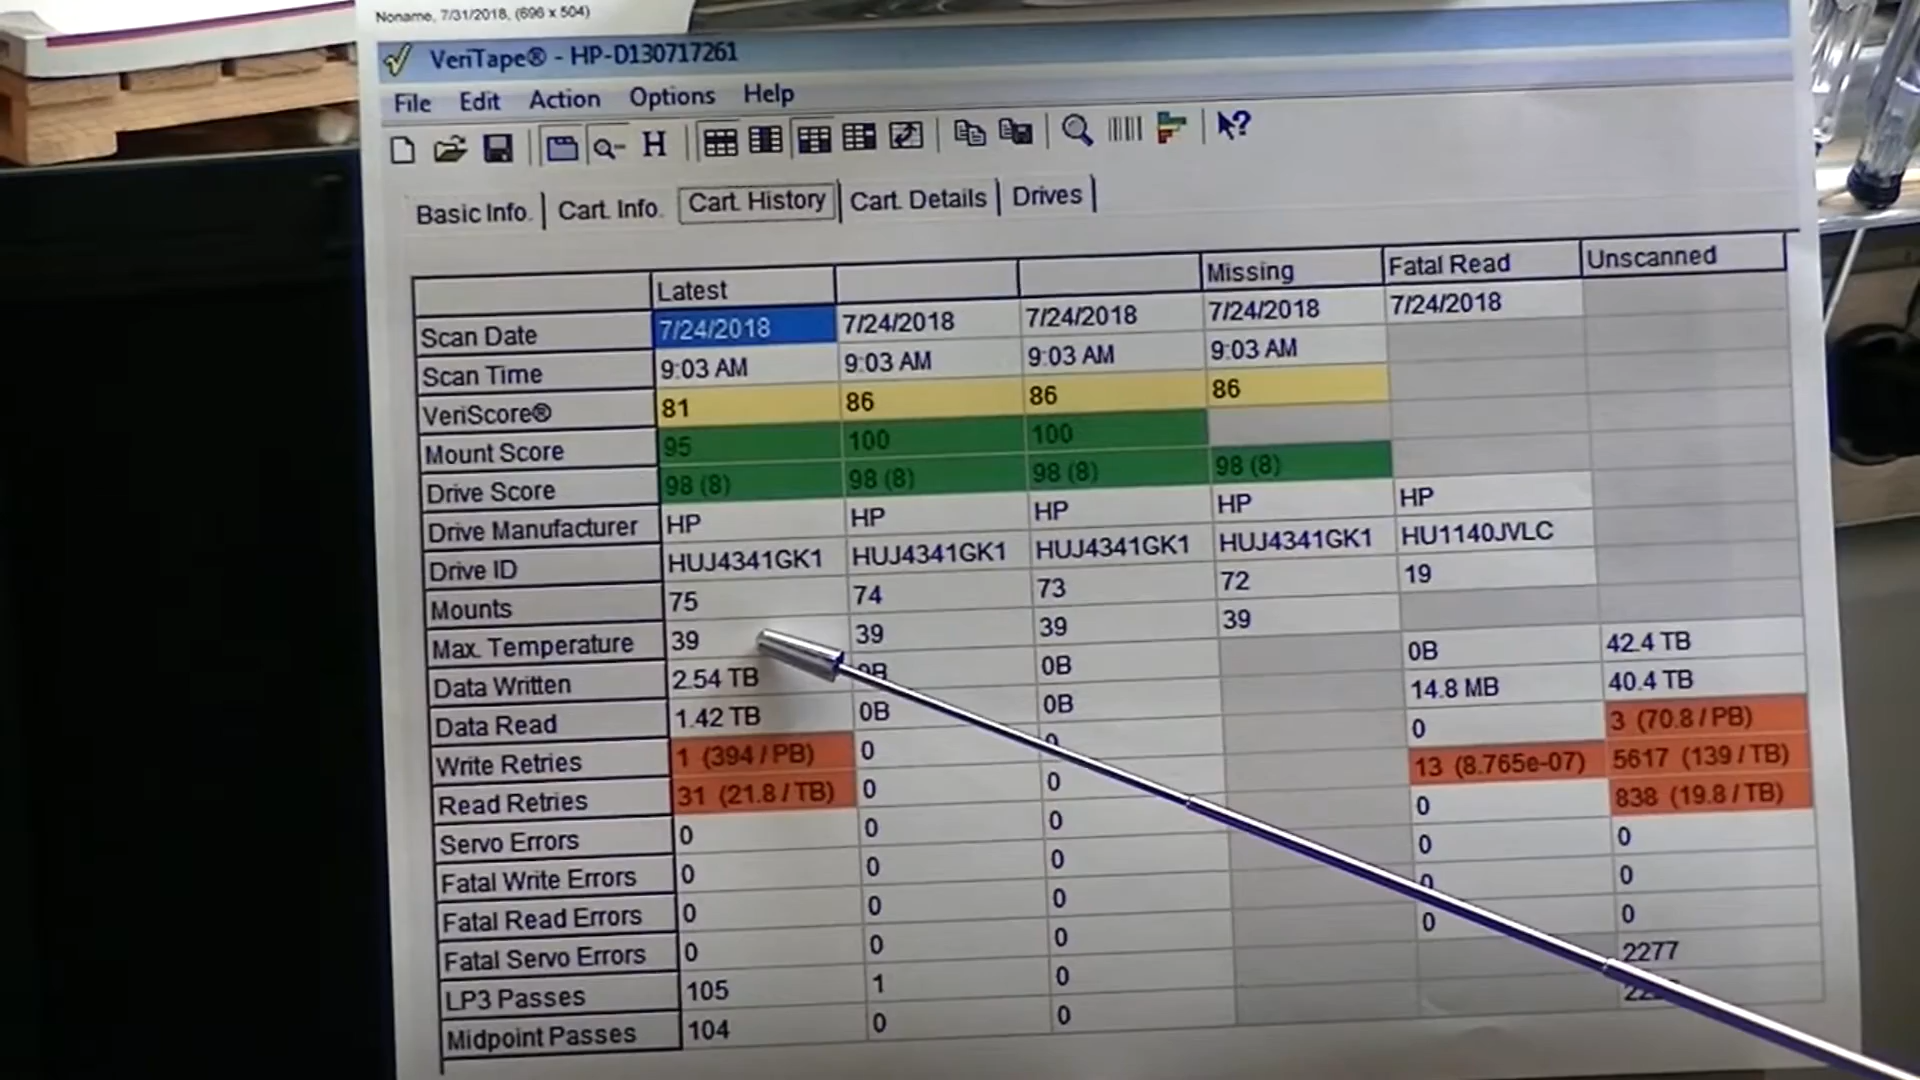 Noname, 7/31/2018, (696 x 504)
VeriTape® - HP-D130717261
File Edit Action Options Help
H
Basic Info. Cart. Info. Cart. History Cart. Details Drives
Latest Missing Fatal Read Unscanned
Scan Date 7/24/2018 7/24/2018 7/24/2018 7/24/2018 7/24/2018
Scan Time 9:03 AM 9:03 AM 9:03 AM 9:03 AM
VeriScore® 81 86 86 86
Mount Score 95 100 100
Drive Score 98 (8) 98 (8) 98 (8) 98 (8)
Drive Manufacturer HP HP HP HP HP
Drive ID HUJ4341GK1 HUJ4341GK1 HUJ4341GK1 HUJ4341GK1 HU1140JVLC
Mounts 75 74 73 72 19
Max. Temperature 39 39 39 39
Data Written 2.54 TB 0B 0B 0B 42.4 TB
Data Read 1.42 TB 0B 0B 14.8 MB 40.4 TB
Write Retries 1 (394 / PB) 0 0 0 3 (70.8 / PB)
Read Retries 31 (21.8 / TB) 0 0 13 (8.765e-07) 5617 (139 / TB)
Servo Errors 0 0 0 0 838 (19.8 / TB)
Fatal Write Errors 0 0 0 0 0
Fatal Read Errors 0 0 0 0 0
Fatal Servo Errors 0 0 0 0 0
LP3 Passes 105 1 0 2277
Midpoint Passes 104 0 0